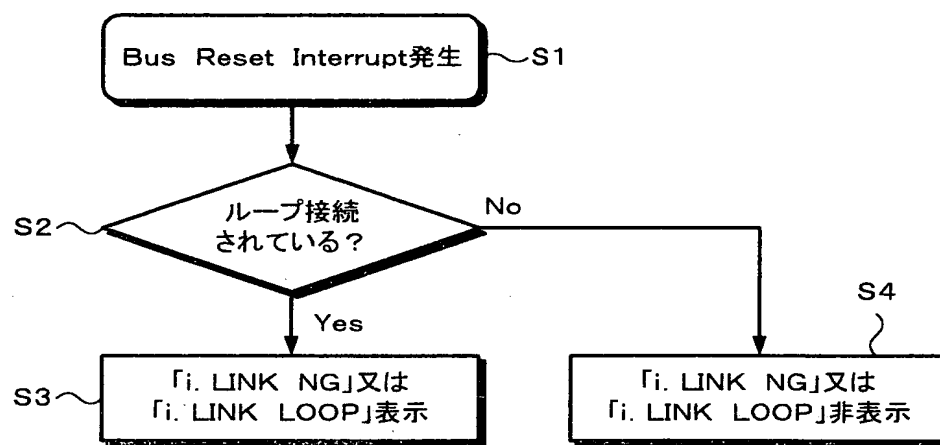 Bus Reset Interrupt発生
S1
ループ接続
されている?
S2
No
Yes
S4
「i. LINK NG」又は
「i. LINK LOOP」表示
S3
「i. LINK NG」又は
「i. LINK LOOP」非表示